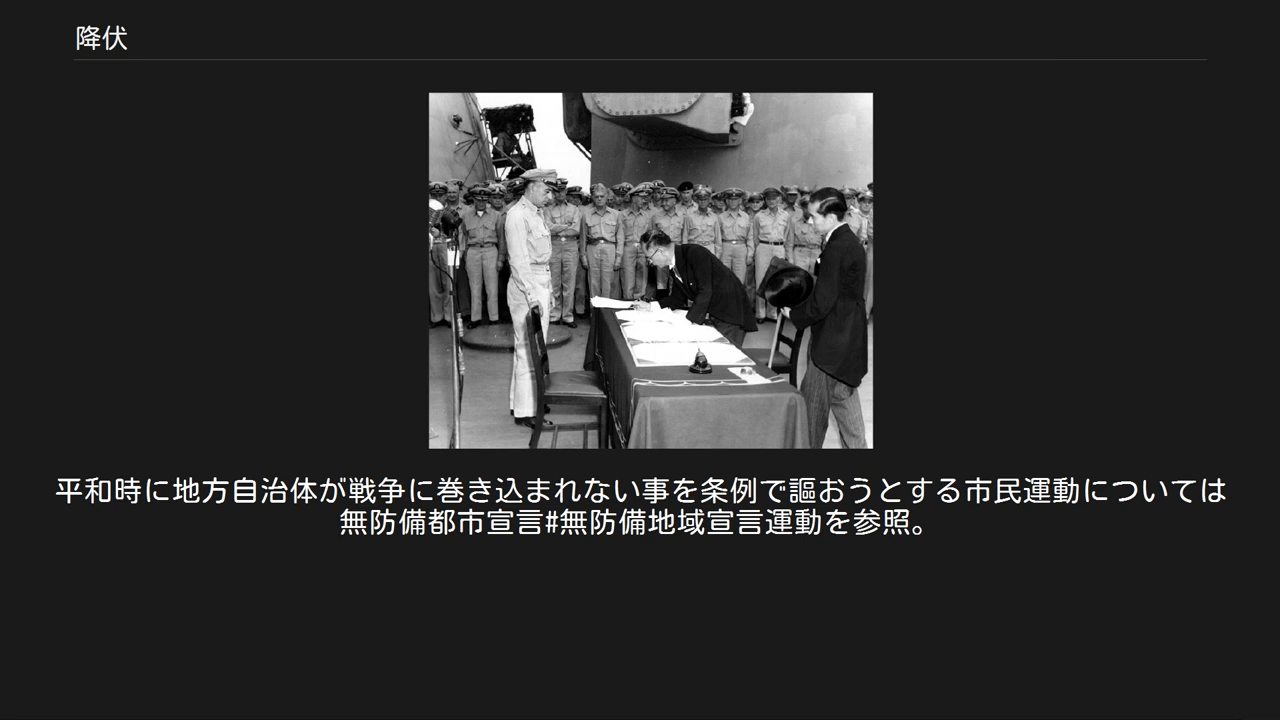 降伏
平和時に地方自治体が戦争に巻き込まれない事を条例で謳おうとする市民運動については
無防備都市宣言#無防備地域宣言運動を参照。